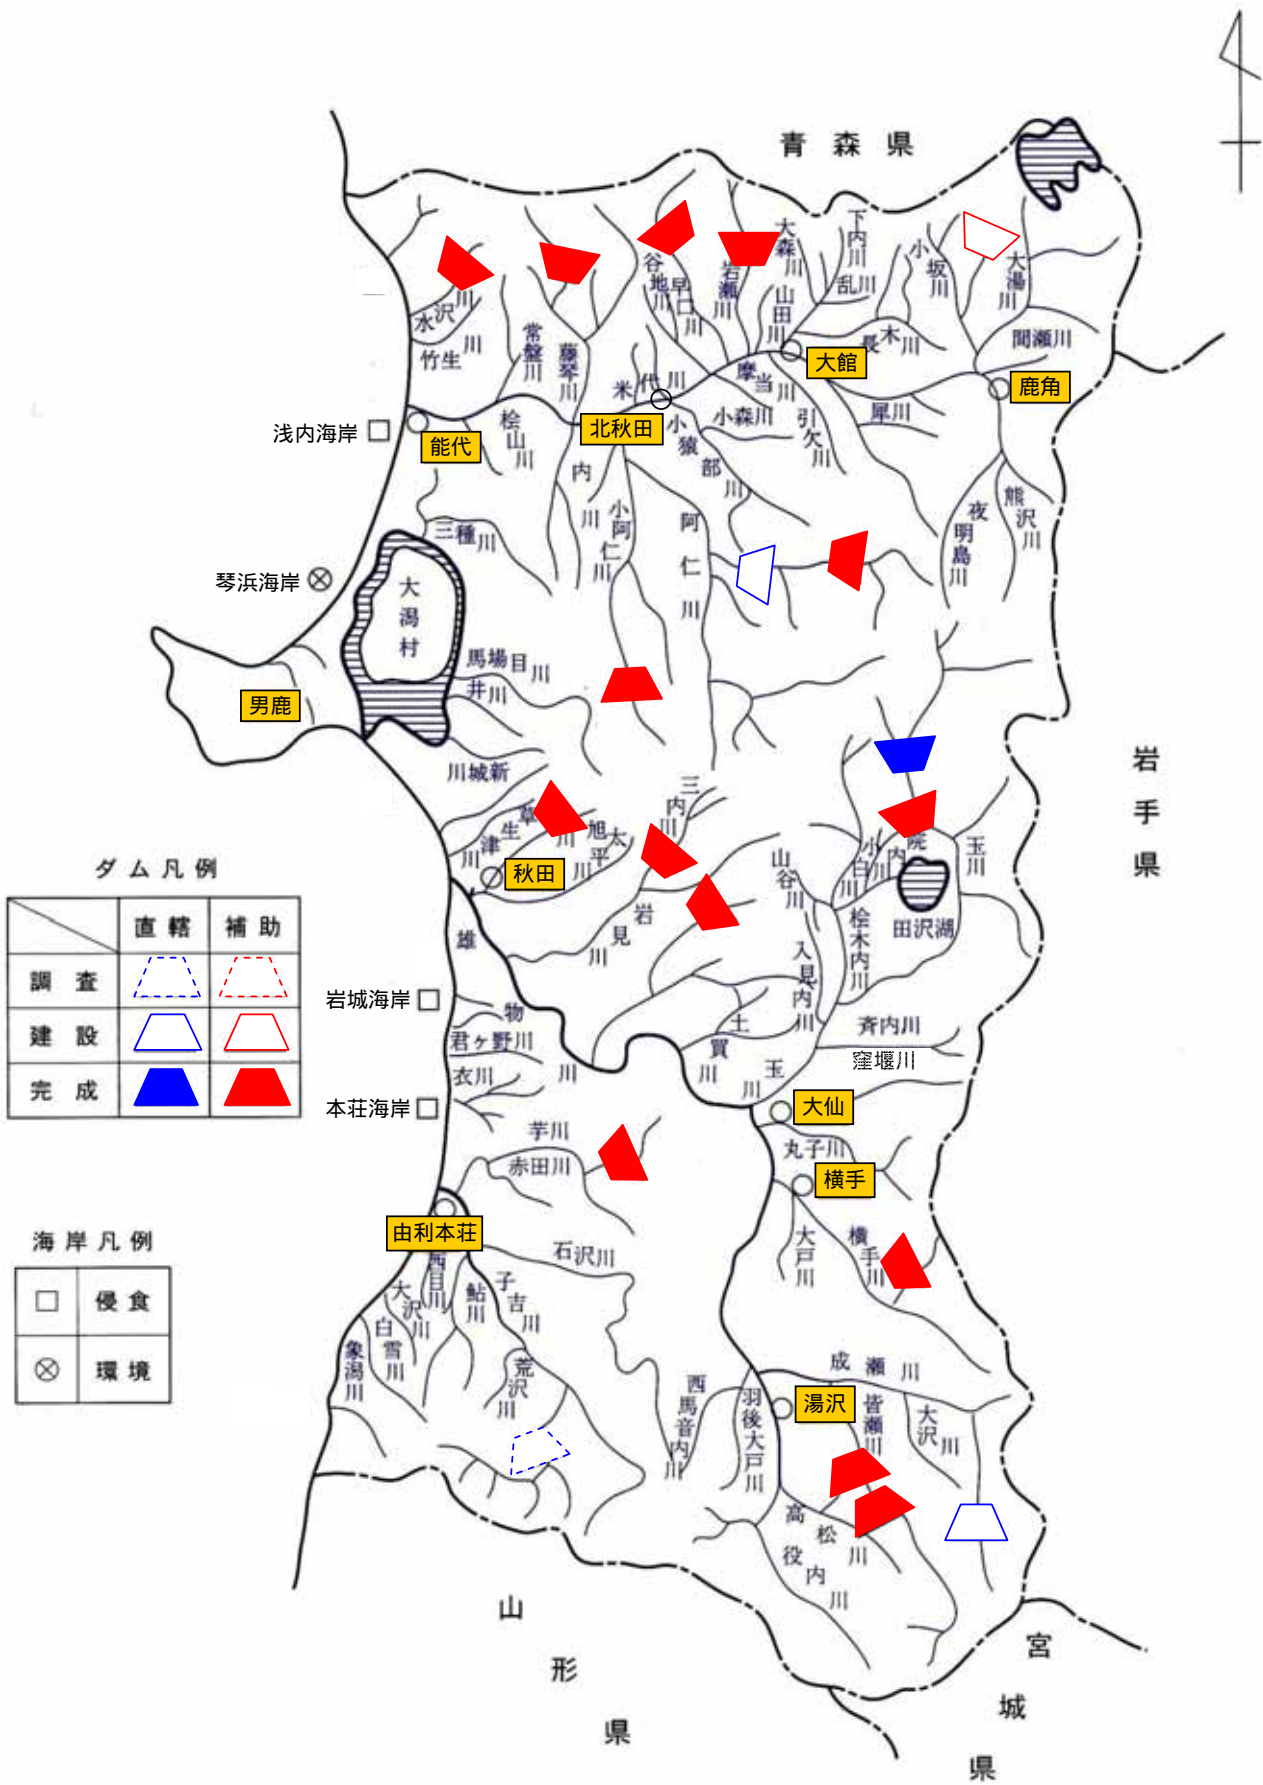 青森県
大森川
下内川
乱川
小坂川
大湯川
谷地川
早口川
岩瀬川
山田川
長木川
間瀬川
水沢川
竹生川
常盤川
藤琴川
米代川
摩当川
大館
鹿角
犀川
小森川
引欠川
北秋田
浅内海岸
能代
桧山川
内川
小猿部川
小阿仁川
阿仁川
熊沢川
夜明島川
三種川
琴浜海岸
大潟村
馬場目川
井川
男鹿
川城新
岩手県
草生津川
旭川
太平川
三内川
秋田
山谷川
小白川
院内川
玉川
田沢湖
桧木内川
入見内川
岩見川
雄物川
岩城海岸
君ヶ野川
衣川
本荘海岸
土買川
玉川
斉内川
窪堰川
大仙
丸子川
横手
芋川
赤田川
大戸川
横手川
由利本荘
西目川
大沢川
白雪川
象潟川
鮎川
子吉川
石沢川
荒沢川
成瀬川
湯沢
皆瀬川
大沢川
西馬音内川
羽後大戸川
高松川
役内川
山形県
宮城県
ダム凡例
直轄 補助
調査
建設
完成
海岸凡例
侵食
環境